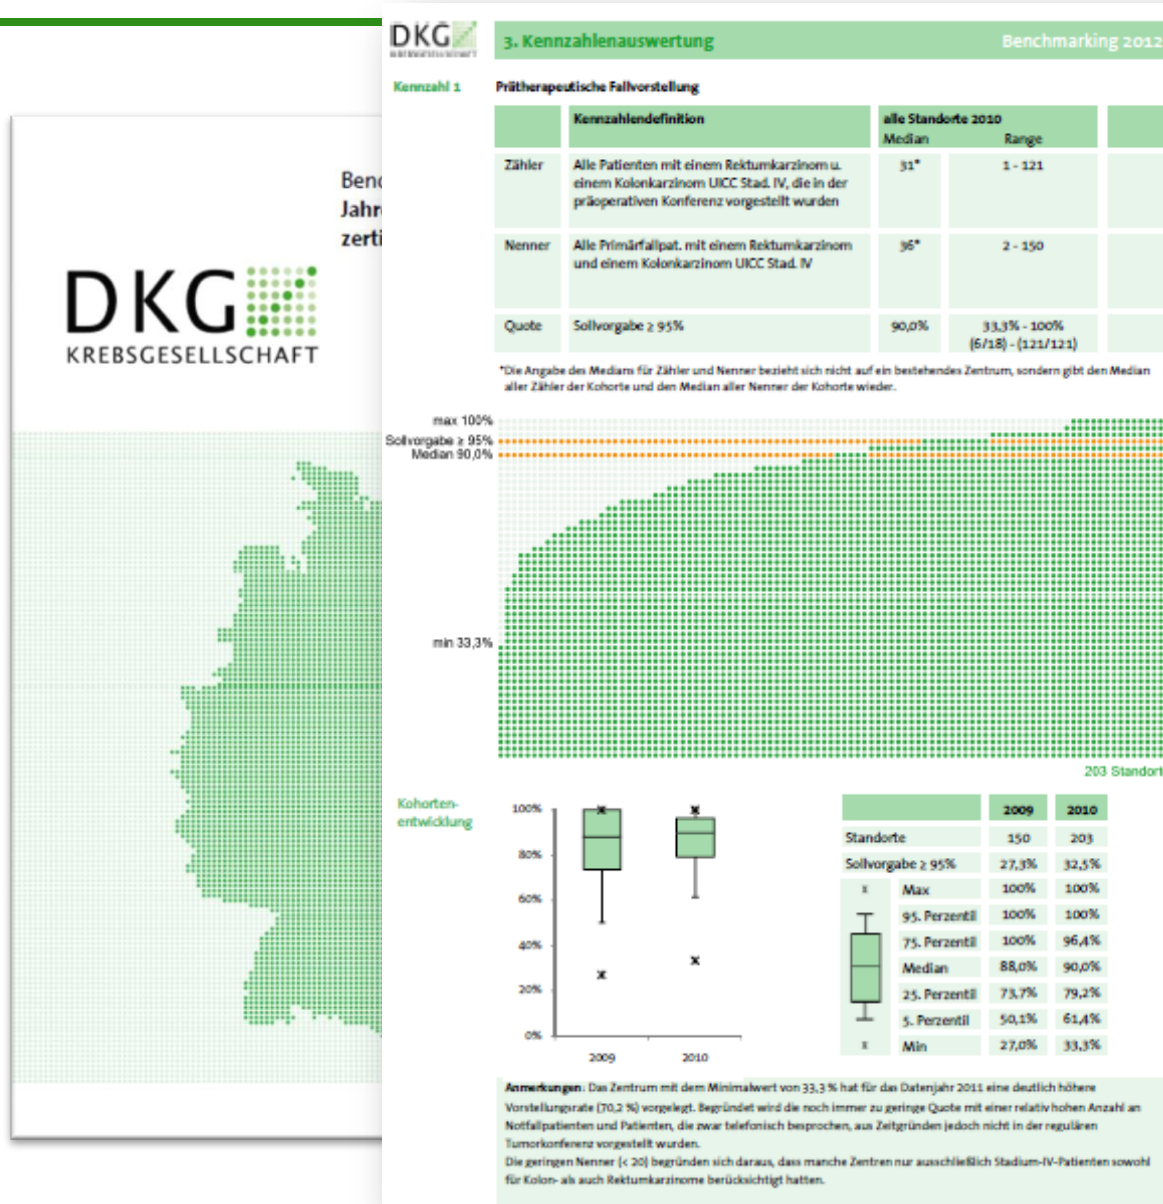 Benc
Jahr
zerti
DKG
KREBSGESELLSCHAFT
DKG
KREBSGESELLSCHAFT
3. Kennzahlenauswertung Benchmarking 2012
Kennzahl 1 Prätherapeutische Fallvorstellung
Kennzahlendefinition alle Standorte 2010
Median Range
Zähler Alle Patienten mit einem Rektumkarzinom u. 31* 1 - 121
einem Kolonkarzinom UICC Stad. IV, die in der
präoperativen Konferenz vorgestellt wurden
Nenner Alle Primärfallpat. mit einem Rektumkarzinom 36* 2 - 150
und einem Kolonkarzinom UICC Stad. IV
Quote Sollvorgabe ≥ 95% 90,0% 33,3% - 100%
(6/18) - (121/121)
*Die Angabe des Medians für Zähler und Nenner bezieht sich nicht auf ein bestehendes Zentrum, sondern gibt den Median
aller Zähler der Kohorte und den Median aller Nenner der Kohorte wieder.
max 100%
Sollvorgabe ≥ 95%
Median 90,0%
min 33,3%
203 Standort
Kohorten-
entwicklung
100%
80%
60%
40%
20%
0%
2009 2010
2009 2010
Standorte 150 203
Sollvorgabe ≥ 95% 27,3% 32,5%
Max 100% 100%
95. Perzentil 100% 100%
75. Perzentil 100% 96,4%
Median 88,0% 90,0%
25. Perzentil 73,7% 79,2%
5. Perzentil 50,1% 61,4%
Min 27,0% 33,3%
Anmerkungen: Das Zentrum mit dem Minimalwert von 33,3 % hat für das Datenjahr 2011 eine deutlich höhere
Vorstellungsrate (70,2 %) vorgelegt. Begründet wird die noch immer zu geringe Quote mit einer relativ hohen Anzahl an
Notfallpatienten und Patienten, die zwar telefonisch besprochen, aus Zeitgründen jedoch nicht in der regulären
Tumorkonferenz vorgestellt wurden.
Die geringen Nenner (< 20) begründen sich daraus, dass manche Zentren nur ausschließlich Stadium-IV-Patienten sowohl
für Kolon- als auch Rektumkarzinome berücksichtigt hatten.